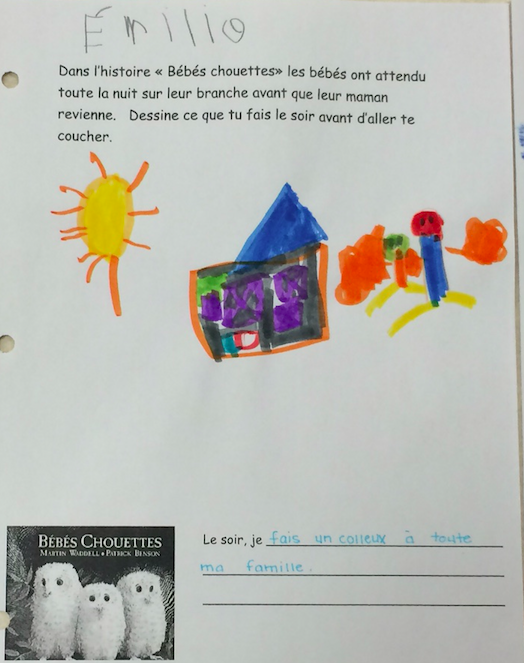 Émilio
Dans l'histoire « Bébés chouettes» les bébés ont attendu
toute la nuit sur leur branche avant que leur maman
revienne. Dessine ce que tu fais le soir avant d'aller te
coucher.
BÉBÉS CHOUETTES
MARTIN WADDELL • PATRICK BENSON
Le soir, je fais un colleux à toute
ma famille.